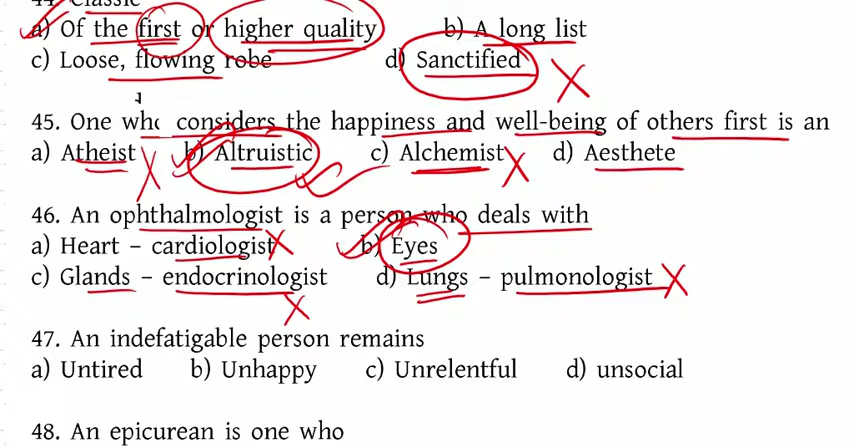 44. Classic
a) Of the first or higher quality b) A long list
c) Loose, flowing robe d) Sanctified
45. One who considers the happiness and well-being of others first is an
a) Atheist b) Altruistic c) Alchemist d) Aesthete
46. An ophthalmologist is a person who deals with
a) Heart – cardiologist b) Eyes
c) Glands – endocrinologist d) Lungs – pulmonologist
47. An indefatigable person remains
a) Untired b) Unhappy c) Unrelentful d) unsocial
48. An epicurean is one who